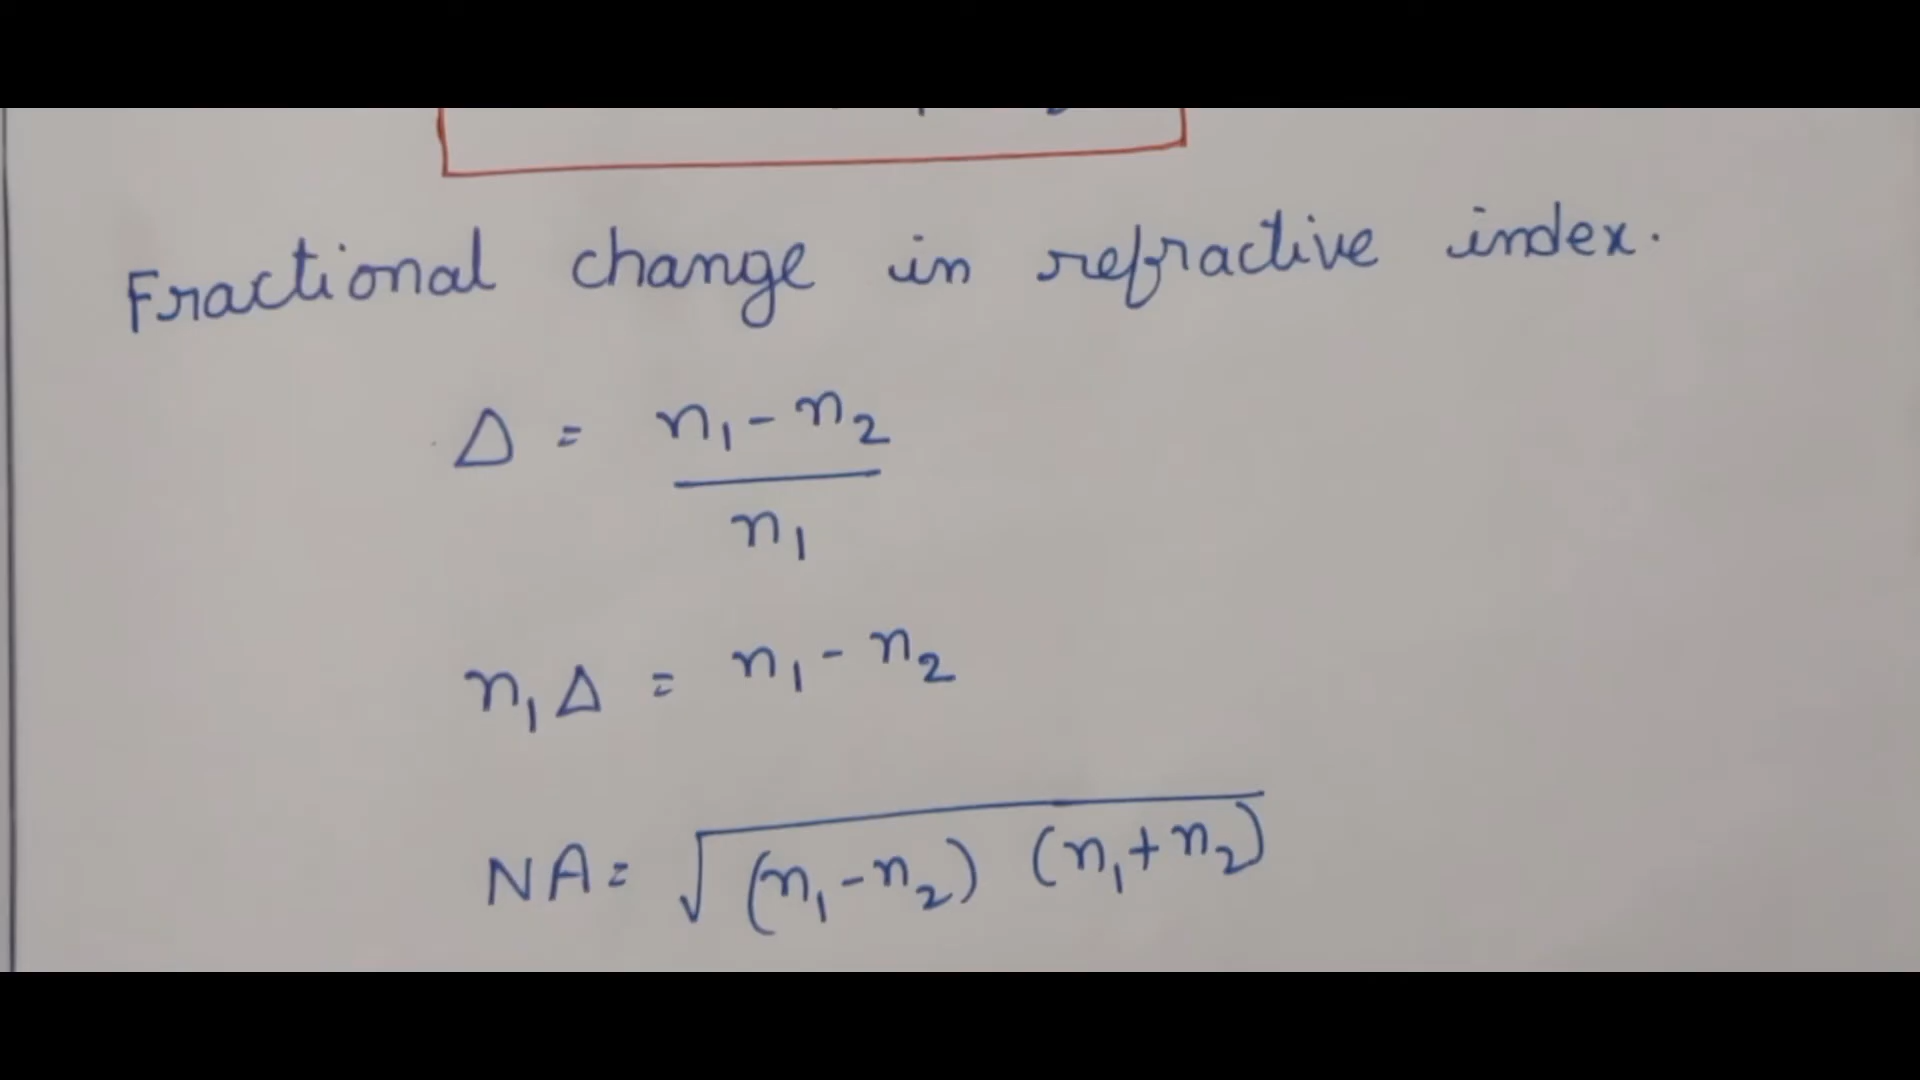 Fractional change in refractive index.
Δ = n₁ - n₂
n₁
n₁Δ = n₁ - n₂
NA = √(n₁-n₂) (n₁+n₂)